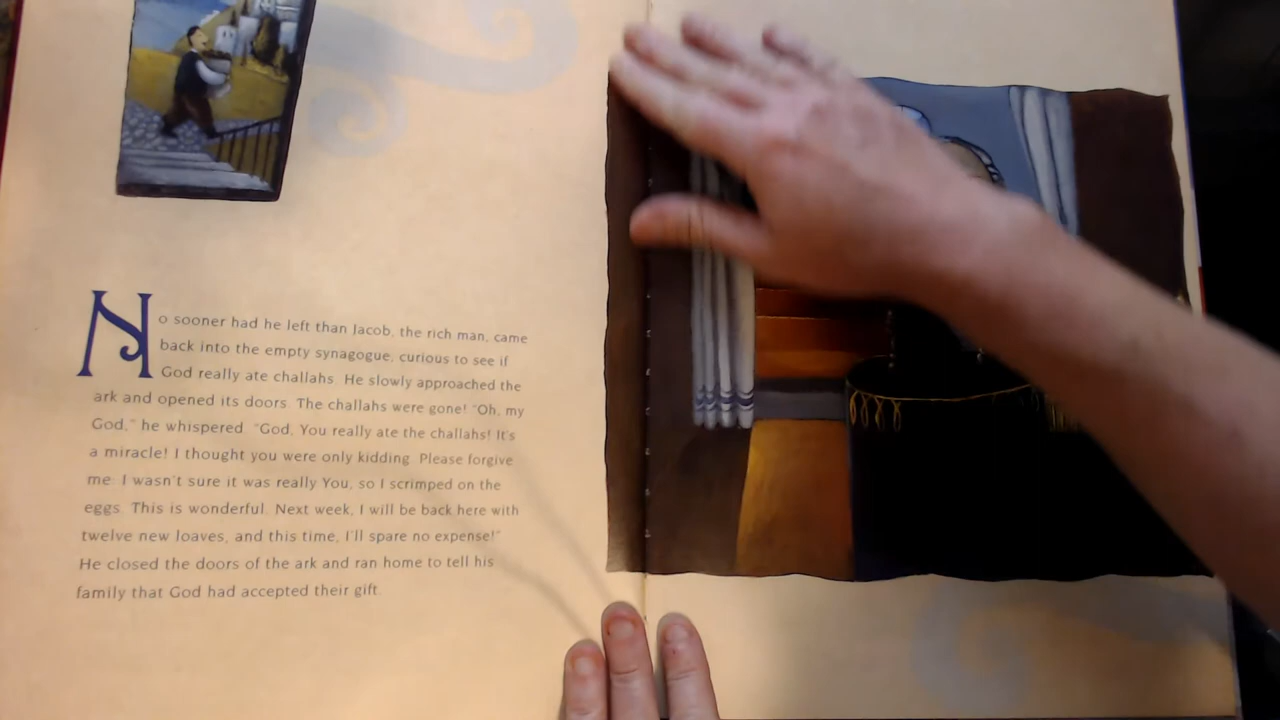 No sooner had he left than Jacob, the rich man, came
back into the empty synagogue, curious to see if
God really ate challahs. He slowly approached the
ark and opened its doors. The challahs were gone! "Oh, my
God," he whispered. "God, You really ate the challahs! It's
a miracle! I thought you were only kidding. Please forgive
me. I wasn't sure it was really You, so I scrimped on the
eggs. This is wonderful. Next week, I will be back here with
twelve new loaves, and this time, I'll spare no expense!"
He closed the doors of the ark and ran home to tell his
family that God had accepted their gift.